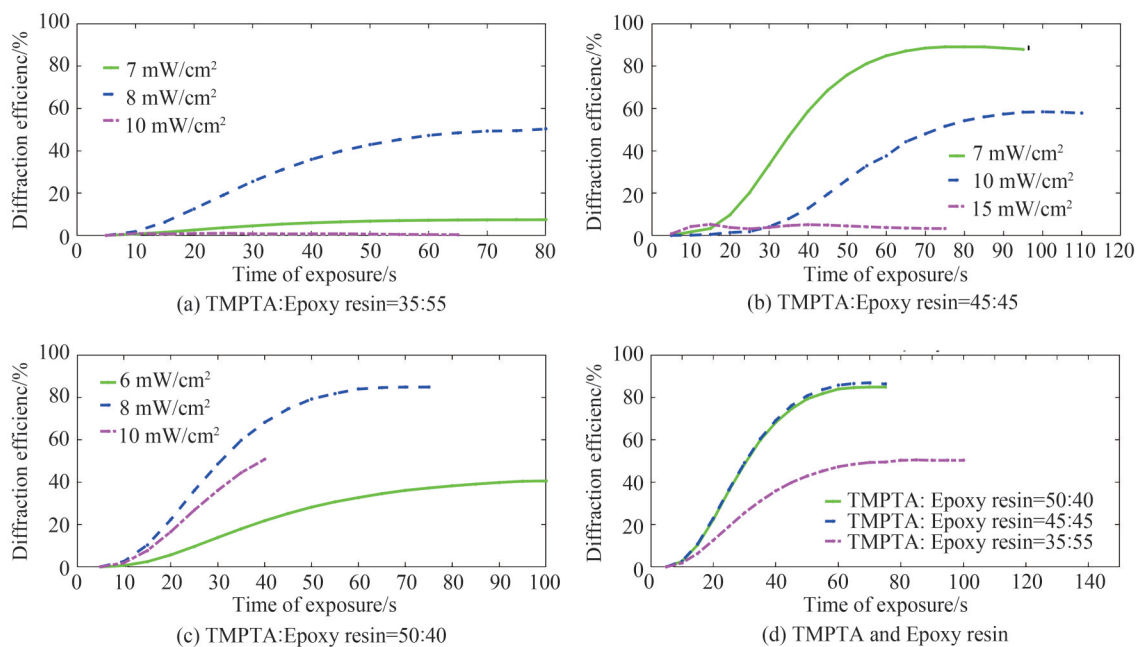 100
80
60
40
20
0
Diffraction efficienc/%
7 mW/cm²
8 mW/cm²
10 mW/cm²
0 10 20 30 40 50 60 70 80
Time of exposure/s
(a) TMPTA:Epoxy resin=35:55
100
80
60
40
20
0
Diffraction efficienc/%
7 mW/cm²
10 mW/cm²
15 mW/cm²
0 10 20 30 40 50 60 70 80 90 100 110 120
Time of exposure/s
(b) TMPTA:Epoxy resin=45:45
100
80
60
40
20
0
Diffraction efficienc/%
6 mW/cm²
8 mW/cm²
10 mW/cm²
0 10 20 30 40 50 60 70 80 90 100
Time of exposure/s
(c) TMPTA:Epoxy resin=50:40
100
80
60
40
20
0
Diffraction efficienc/%
TMPTA: Epoxy resin=50:40
TMPTA: Epoxy resin=45:45
TMPTA: Epoxy resin=35:55
0 20 40 60 80 100 120 140
Time of exposure/s
(d) TMPTA and Epoxy resin